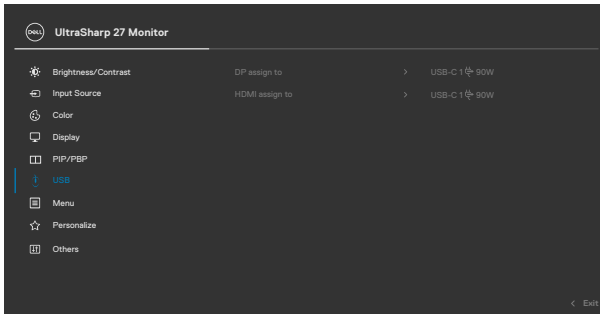 DELL UltraSharp 27 Monitor
Brightness/Contrast DP assign to > USB-C 1 90W
Input Source HDMI assign to > USB-C 1 90W
Color
Display
PIP/PBP
USB
Menu
Personalize
Others
< Exit